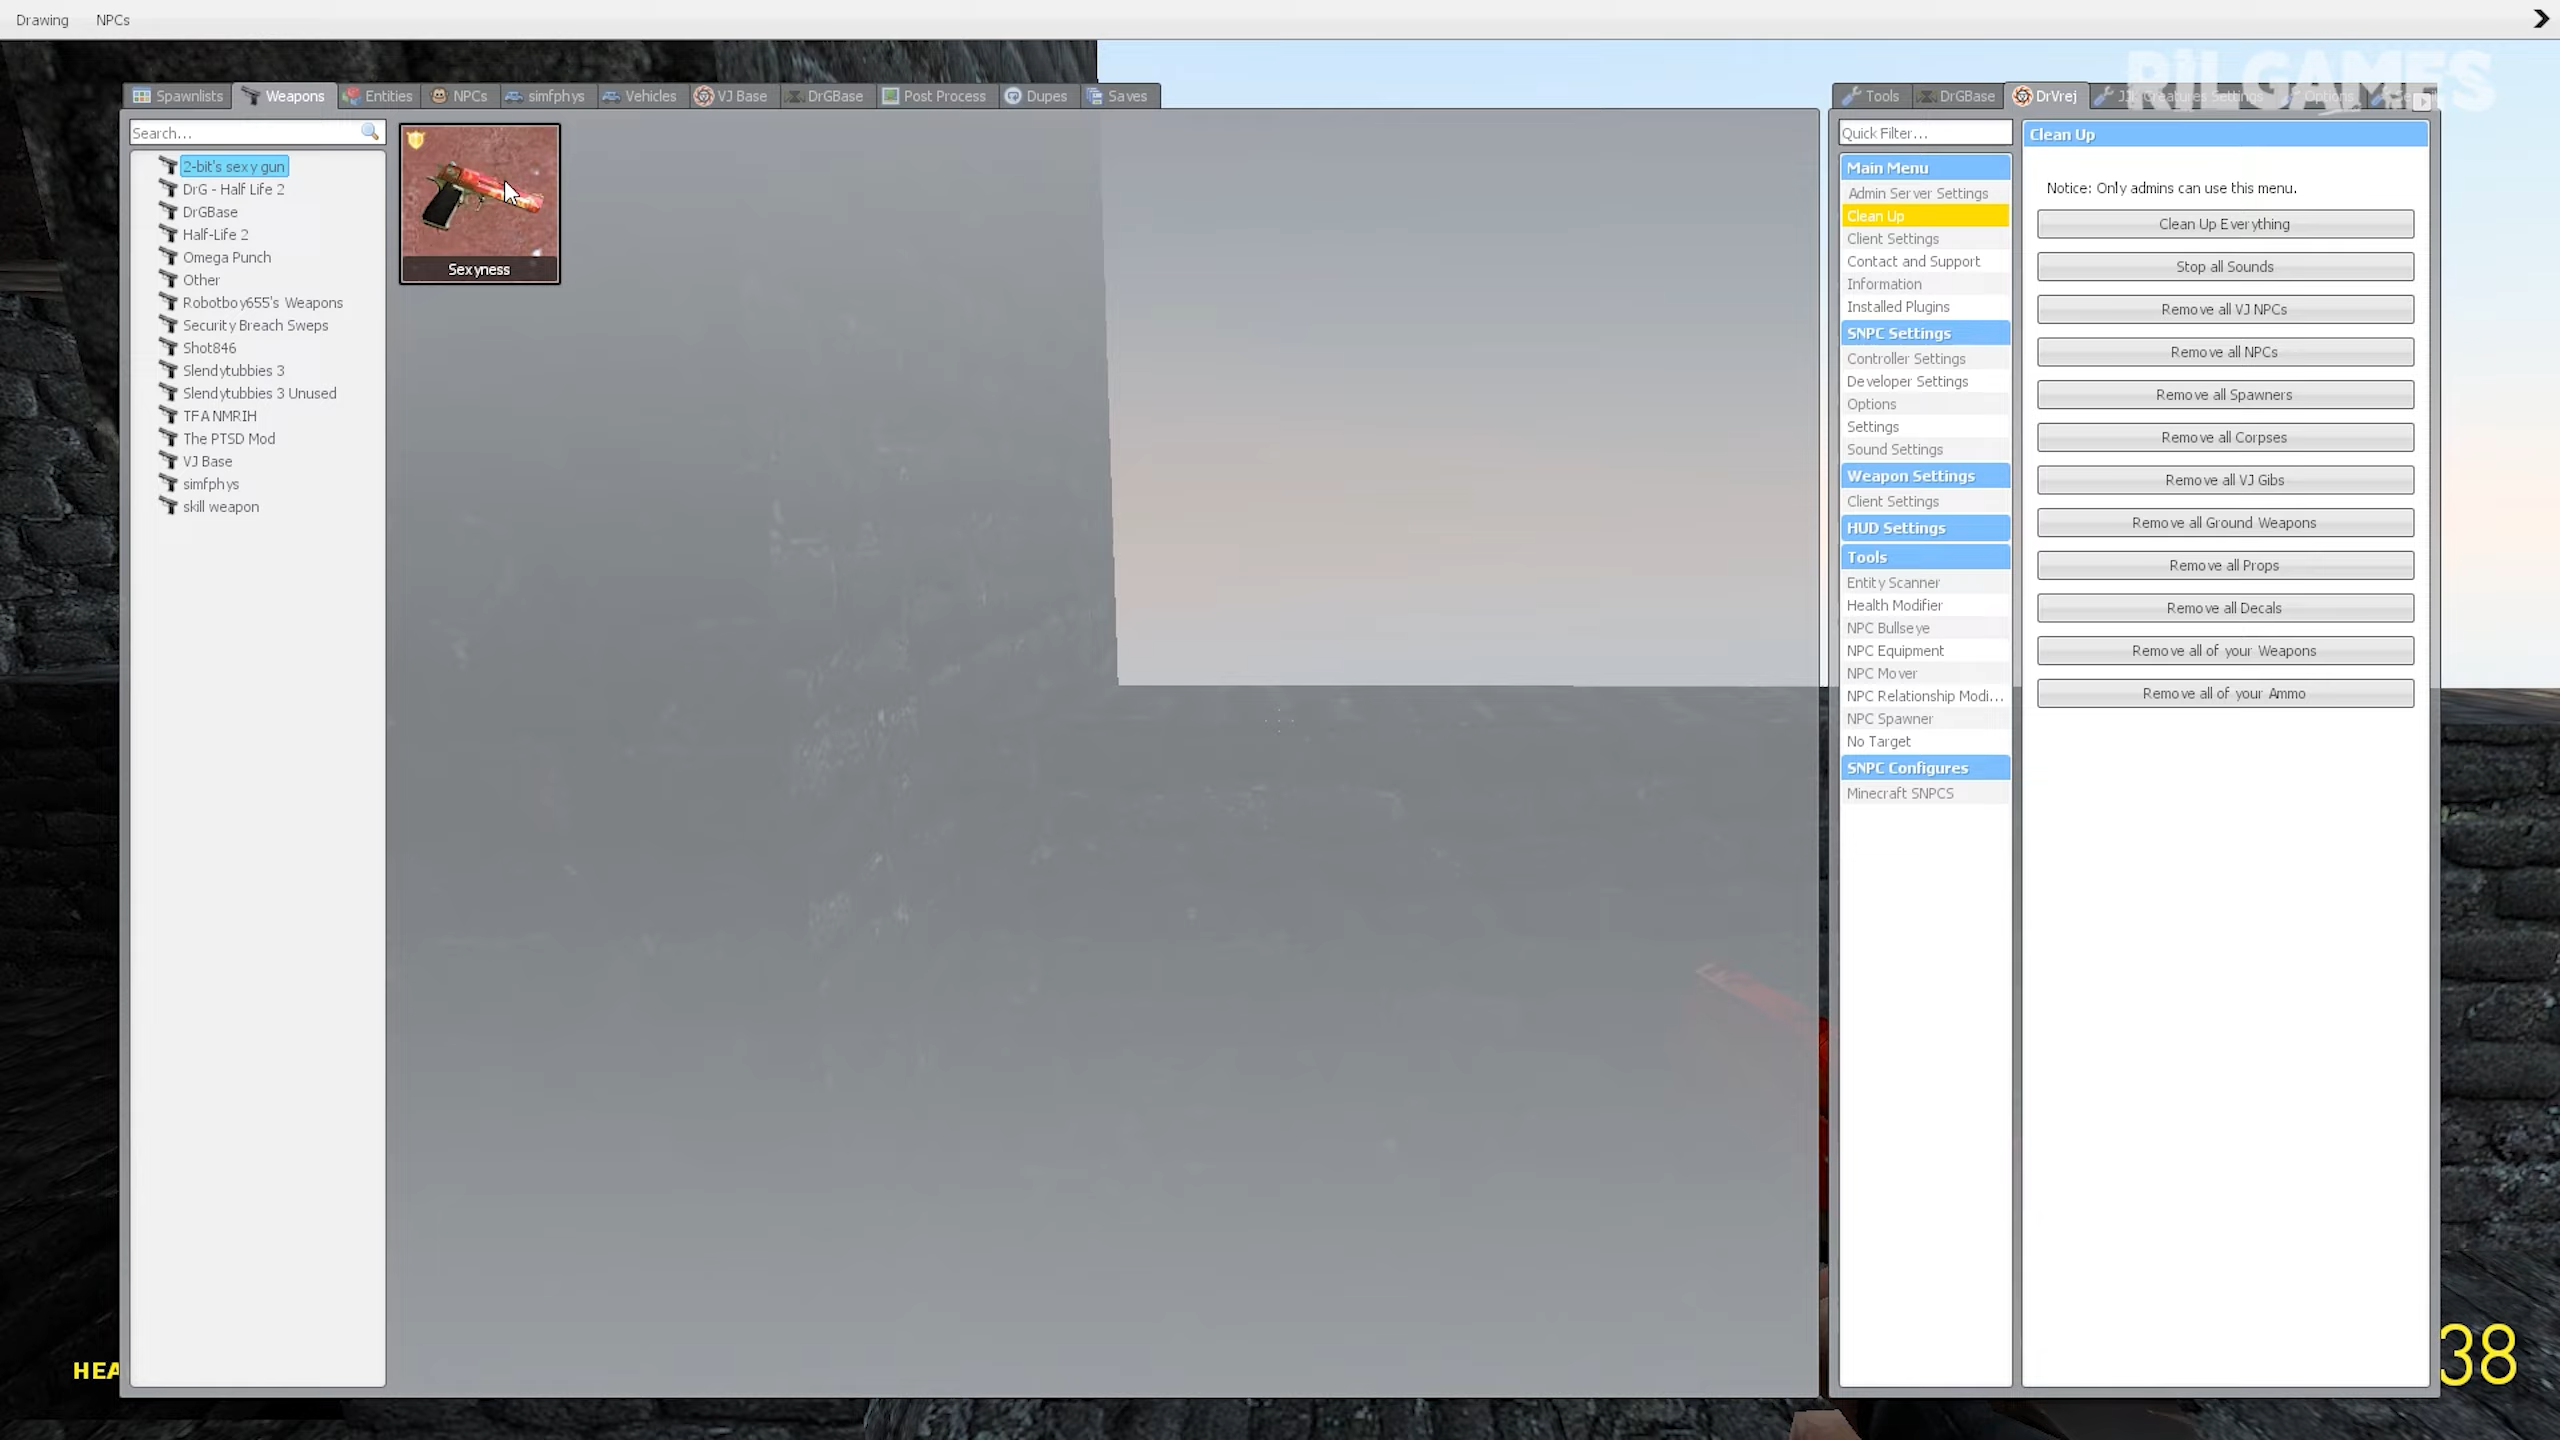 Drawing NPCs
RILGAMES
Spawnlists Weapons Entities NPCs simfphys Vehicles VJ Base DrGBase Post Process Dupes Saves
Search...
2-bit's sexy gun
DrG - Half Life 2
DrGBase
Half-Life 2
Omega Punch
Other
Robotboy655's Weapons
Security Breach Sweps
Shot846
Slendytubbies 3
Slendytubbies 3 Unused
TFA NMRIH
The PTSD Mod
VJ Base
simfphys
skill weapon
Sexyness
Tools DrGBase DrVrej Creatures Settings Options
Quick Filter...
Main Menu
Admin Server Settings
Clean Up
Client Settings
Contact and Support
Information
Installed Plugins
SNPC Settings
Controller Settings
Developer Settings
Options
Settings
Sound Settings
Weapon Settings
Client Settings
HUD Settings
Tools
Entity Scanner
Health Modifier
NPC Bullseye
NPC Equipment
NPC Mover
NPC Relationship Modi...
NPC Spawner
No Target
SNPC Configures
Minecraft SNPCS
Clean Up
Notice: Only admins can use this menu.
Clean Up Everything
Stop all Sounds
Remove all VJ NPCs
Remove all NPCs
Remove all Spawners
Remove all Corpses
Remove all VJ Gibs
Remove all Ground Weapons
Remove all Props
Remove all Decals
Remove all of your Weapons
Remove all of your Ammo
HEA
38